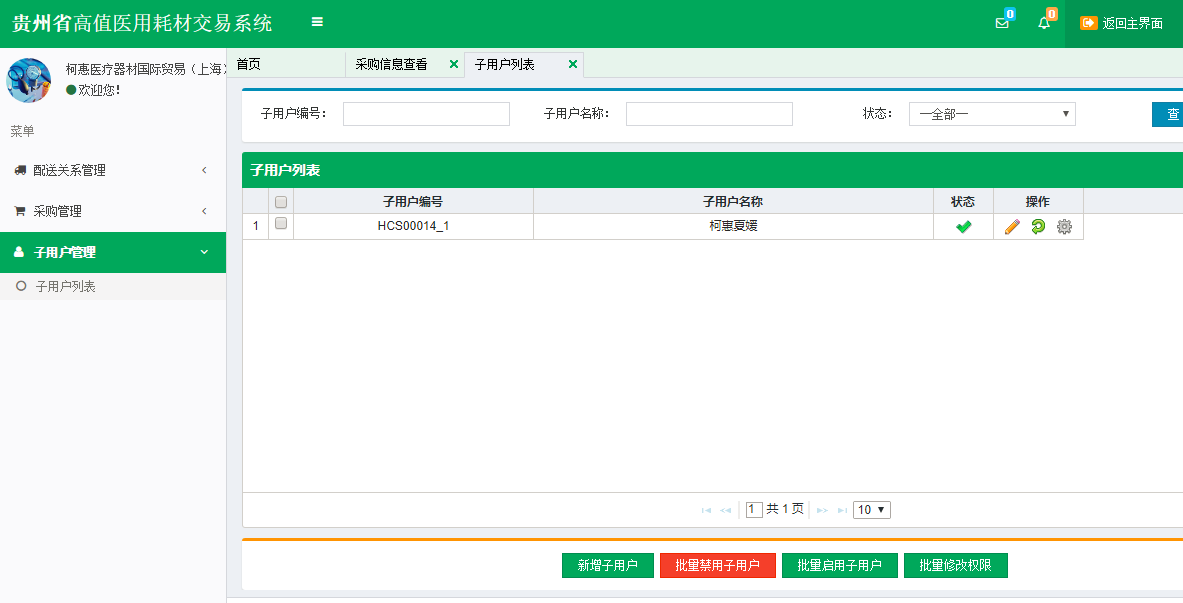 贵州省高值医用耗材交易系统
0
0
返回主界面
柯惠医疗器材国际贸易（上海）
欢迎您!
菜单
配送关系管理
采购管理
子用户管理
子用户列表
首页
采购信息查看
子用户列表
子用户编号：
子用户名称：
状态：
—全部—
查
子用户列表
子用户编号 子用户名称 状态 操作
1 HCS00014_1 柯惠夏媛
1 共 1 页 10
新增子用户 批量禁用子用户 批量启用子用户 批量修改权限